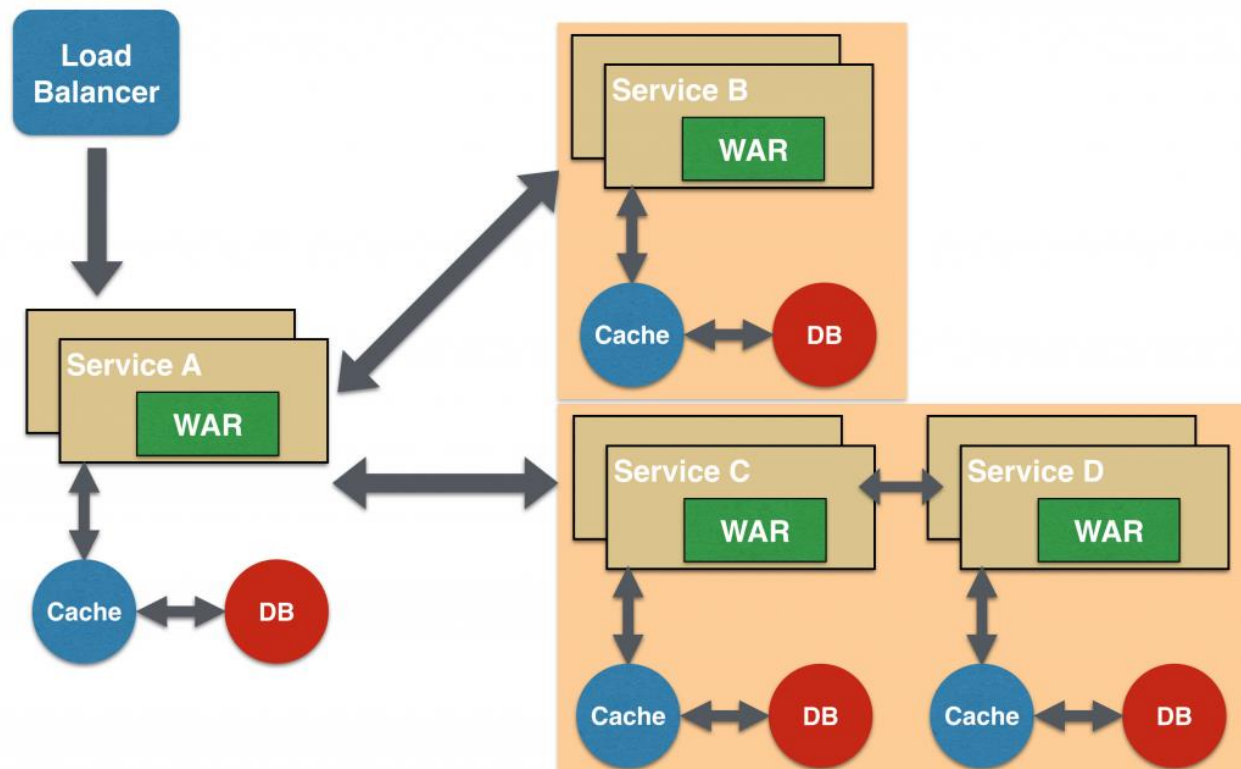 Load
Balancer
Service B
WAR
Cache
DB
Service A
WAR
Cache
DB
Service C
WAR
Service D
WAR
Cache
DB
Cache
DB